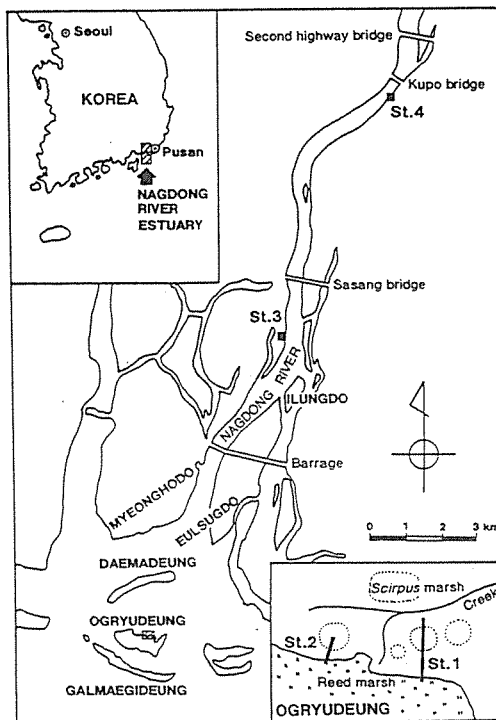 Seoul
KOREA
Pusan
NAGDONG
RIVER
ESTUARY
Second highway bridge
Kupo bridge
St.4
Sasang bridge
St.3
NAGDONG RIVER
ILUNGDO
Barrage
MYEONGHODO
EULSUGDO
0 1 2 3 km
DAEMADEUNG
OGRYUDEUNG
GALMAEGIDEUNG
Scirpus marsh
Creek
St.2
St.1
Reed marsh
OGRYUDEUNG